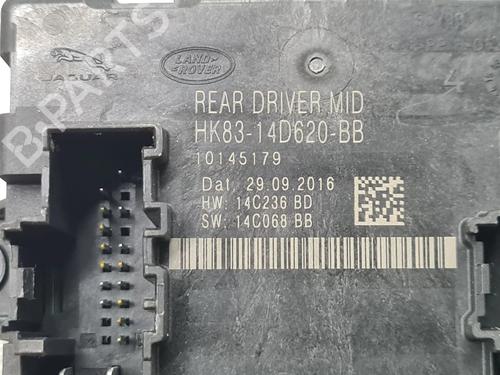 JAGUAR
LAND
ROVER
REAR DRIVER MID
HK83-14D620-BB
10145179
Dat. 29.09.2016
HW: 14C236 BD
SW: 14C068 BB
B-PARTS